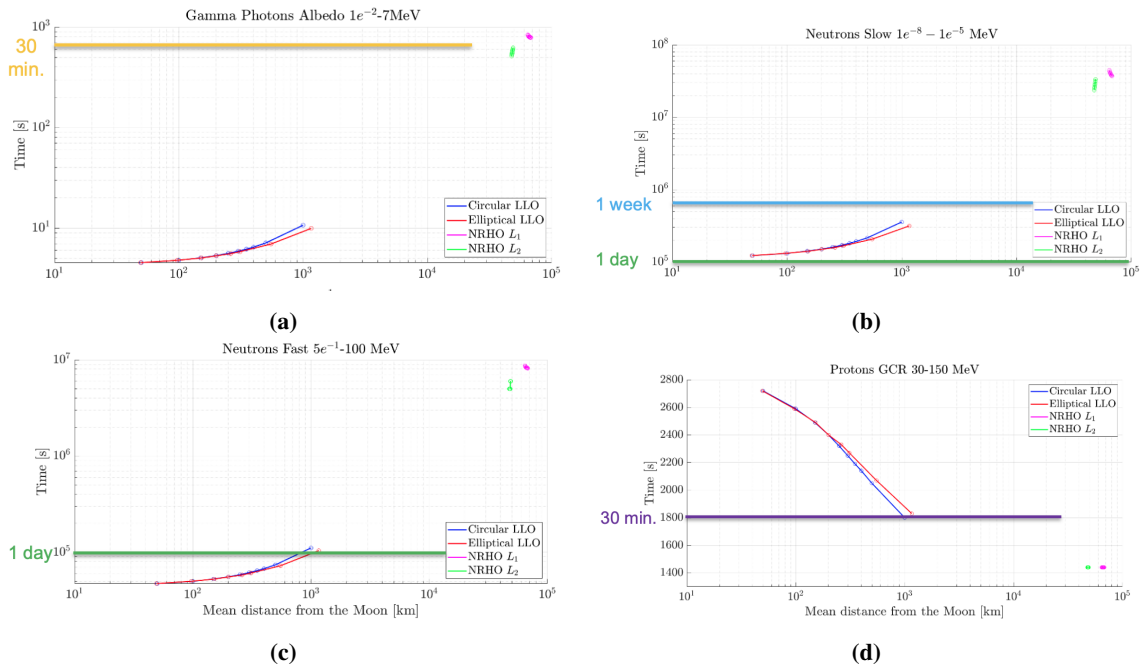 Gamma Photons Albedo 1e⁻²-7MeV
10³
30
min.
10²
10¹
Time [s]
Circular LLO
Elliptical LLO
NRHO L₁
NRHO L₂
10¹
10²
10³
10⁴
10⁵
(a)
Neutrons Slow 1e⁻⁸ − 1e⁻⁵ MeV
10⁸
10⁷
10⁶
10⁵
Time [s]
1 week
1 day
Circular LLO
Elliptical LLO
NRHO L₁
NRHO L₂
10¹
10²
10³
10⁴
10⁵
(b)
Neutrons Fast 5e⁻¹-100 MeV
10⁷
10⁶
10⁵
Time [s]
1 day
Circular LLO
Elliptical LLO
NRHO L₁
NRHO L₂
10¹
10²
10³
10⁴
10⁵
Mean distance from the Moon [km]
(c)
Protons GCR 30-150 MeV
2800
2600
2400
2200
2000
1800
1600
1400
Time [s]
30 min.
Circular LLO
Elliptical LLO
NRHO L₁
NRHO L₂
10¹
10²
10³
10⁴
10⁵
Mean distance from the Moon [km]
(d)